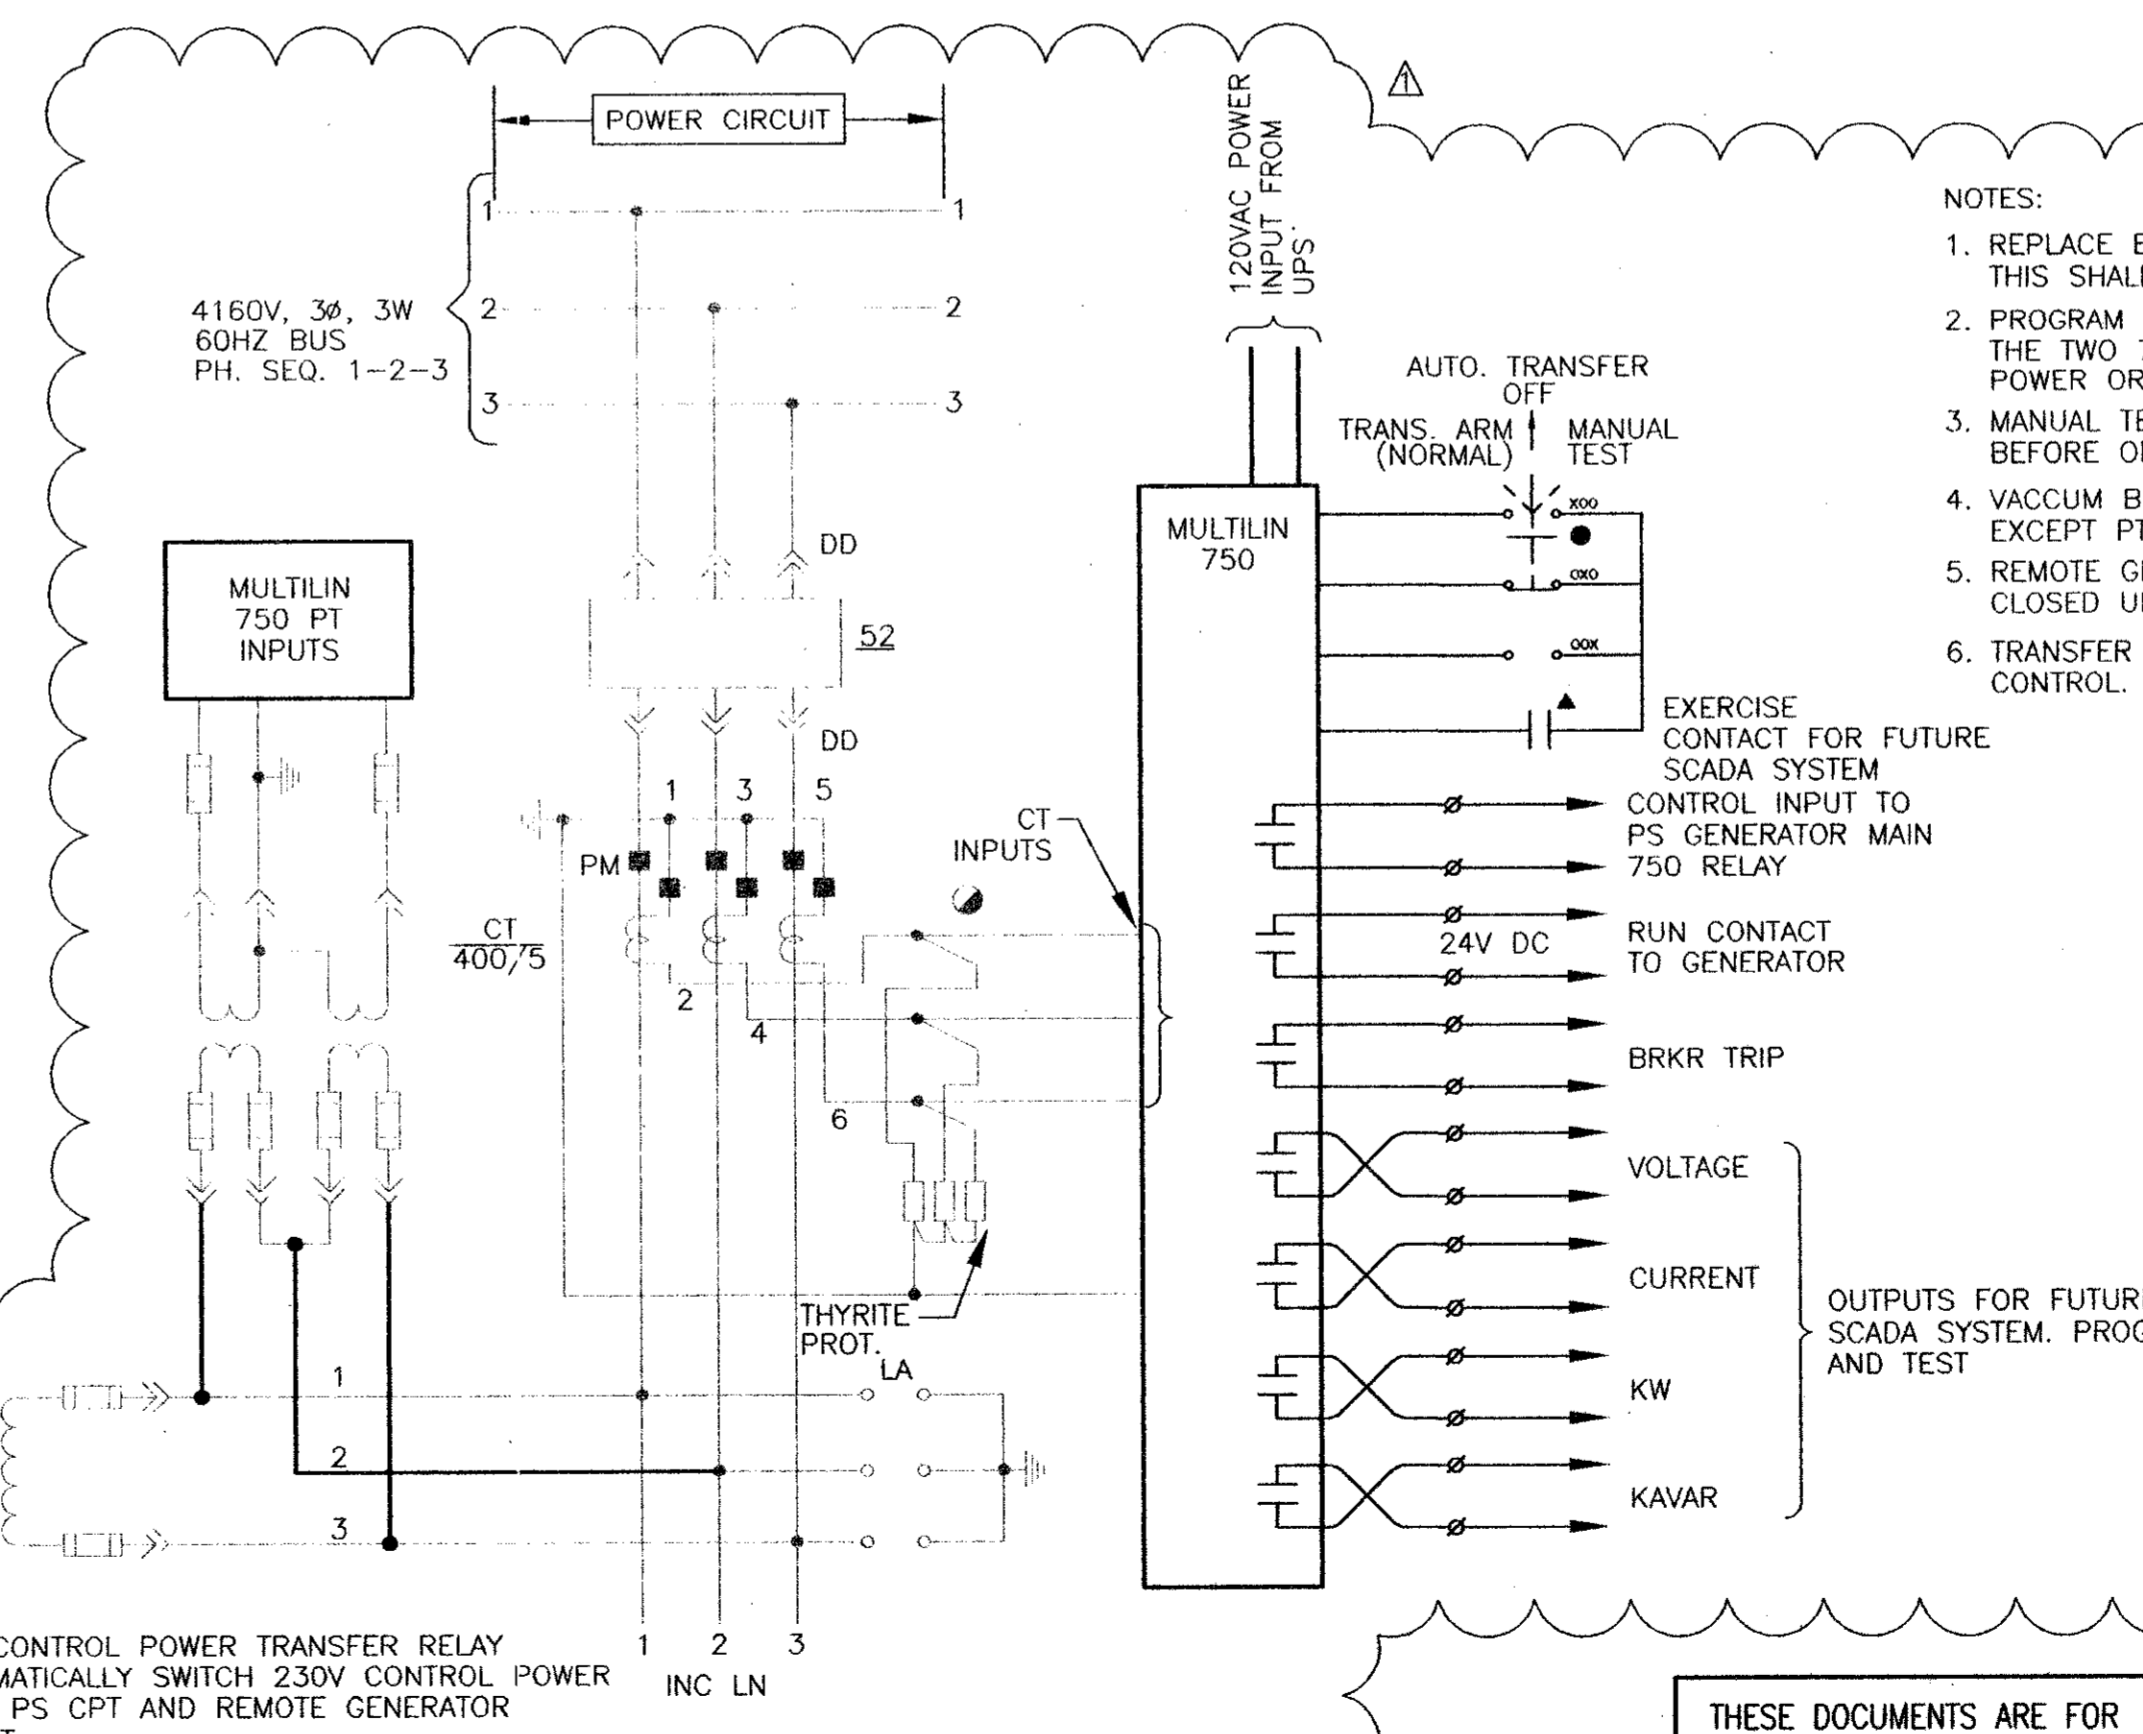 1
POWER CIRCUIT
120VAC POWER
INPUT FROM
UPS
1
1
2
2
3
3
4160V, 3ø, 3W
60HZ BUS
PH. SEQ. 1-2-3
NOTES:
1. REPLACE
THIS
2. PROGRAM
THE TWO
POWER OR
3. MANUAL
BEFORE
4. VACCUM
EXCEPT
5. REMOTE
CLOSED
6. TRANSFER
CONTROL.
AUTO. TRANSFER
OFF
TRANS. ARM
(NORMAL)
MANUAL
TEST
XOO
OXO
OOX
MULTILIN
750
MULTILIN
750 PT
INPUTS
DD
52
DD
EXERCISE
CONTACT FOR FUTURE
SCADA SYSTEM
CONTROL INPUT TO
PS GENERATOR MAIN
750 RELAY
1
3
5
PM
CT
INPUTS
CT
400/5
2
4
6
24V DC
RUN CONTACT
TO GENERATOR
BRKR TRIP
VOLTAGE
CURRENT
KW
KAVAR
OUTPUTS FOR
SCADA SYSTEM.
AND TEST
THYRITE
PROT.
LA
1
2
3
1
2
3
INC LN
CONTROL POWER TRANSFER RELAY
SWITCH 230V CONTROL POWER
PS CPT AND REMOTE GENERATOR
THESE DOCUMENTS ARE FOR